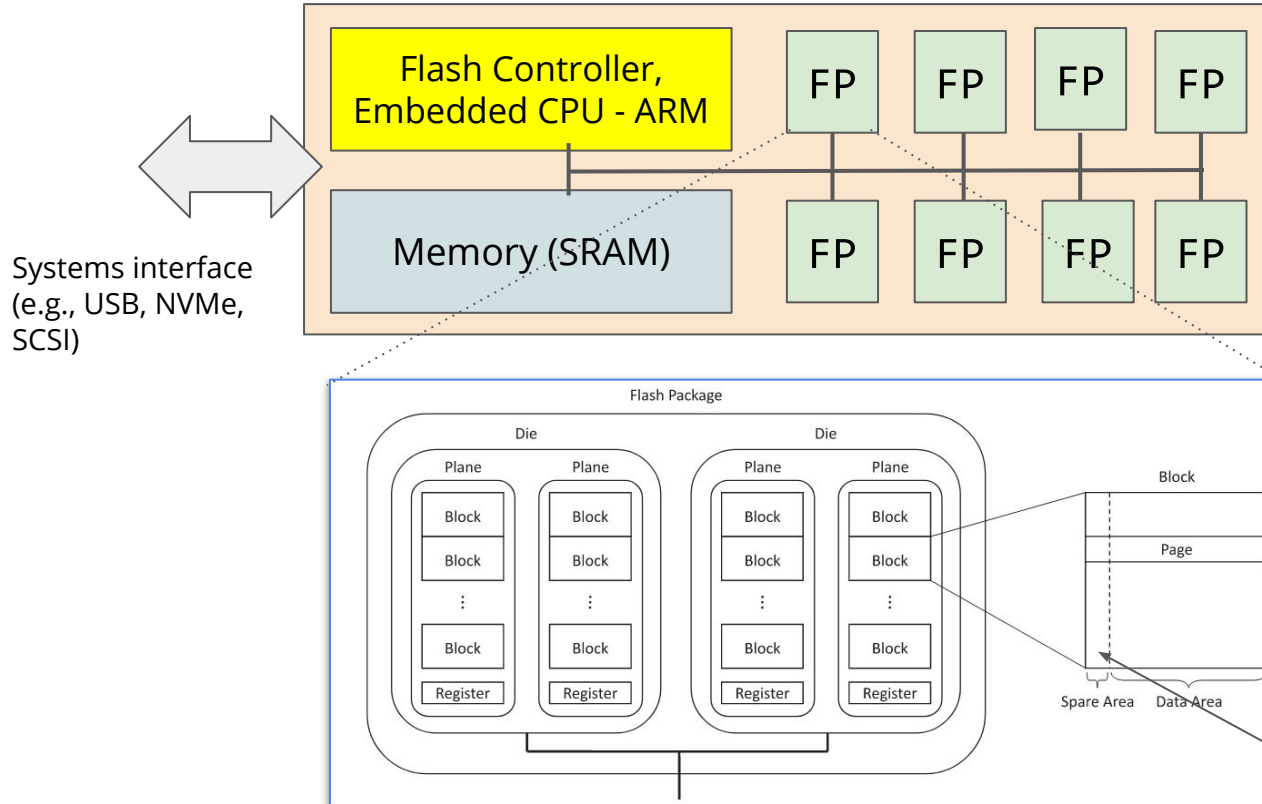 Flash Controller,
Embedded CPU - ARM
FP FP FP FP
Memory (SRAM)
FP FP FP FP
Systems interface
(e.g., USB, NVMe,
SCSI)
Flash Package
Die Die
Plane Plane Plane Plane
Block Block Block Block
Block Block Block Block
⋮ ⋮ ⋮ ⋮
Block Block Block Block
Register Register Register Register
Block
Page
Spare Area Data Area